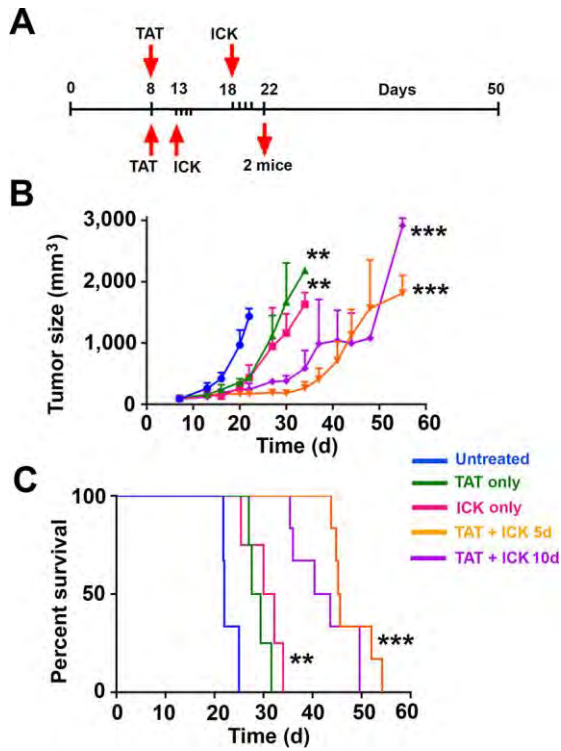 A
TAT ICK
0 8 13 18 22 Days 50
TAT ICK 2 mice
B
Tumor size (mm³)
3,000
2,000
1,000
0
**
**
***
***
0 10 20 30 40 50 60
Time (d)
Untreated
TAT only
ICK only
TAT + ICK 5d
TAT + ICK 10d
C
Percent survival
100
50
0
**
***
0 10 20 30 40 50 60
Time (d)